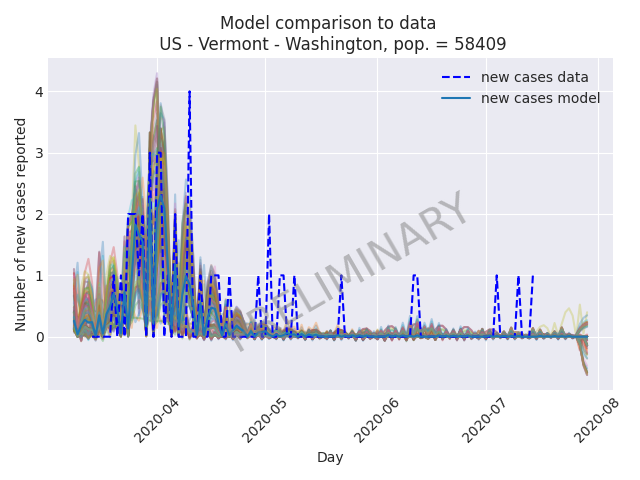 Model comparison to data
US - Vermont - Washington, pop. = 58409
new cases data
new cases model
Number of new cases reported
4
3
2
1
0
PRELIMINARY
2020-04
2020-05
2020-06
2020-07
2020-08
Day